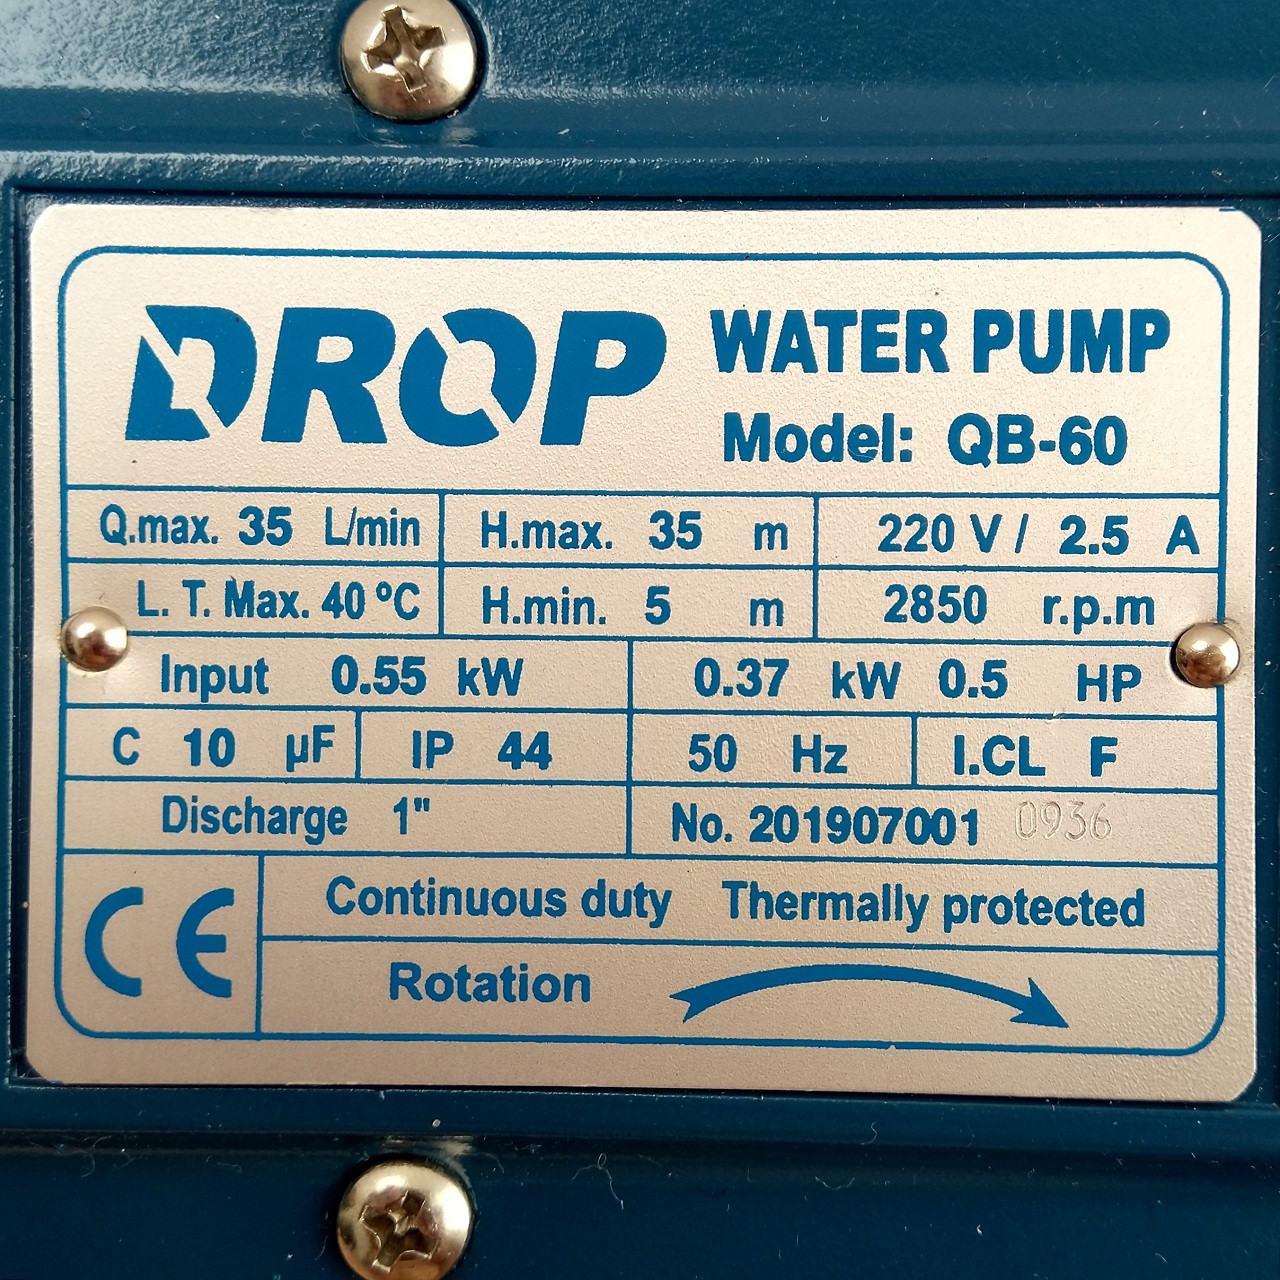 DROP WATER PUMP
Model: QB-60
Q.max. 35 L/min H.max. 35 m 220 V / 2.5 A
L. T. Max. 40 ºC H.min. 5 m 2850 r.p.m
Input 0.55 kW 0.37 kW 0.5 HP
C 10 µF IP 44 50 Hz I.CL F
Discharge 1" No. 201907001 0936
CE Continuous duty Thermally protected
Rotation